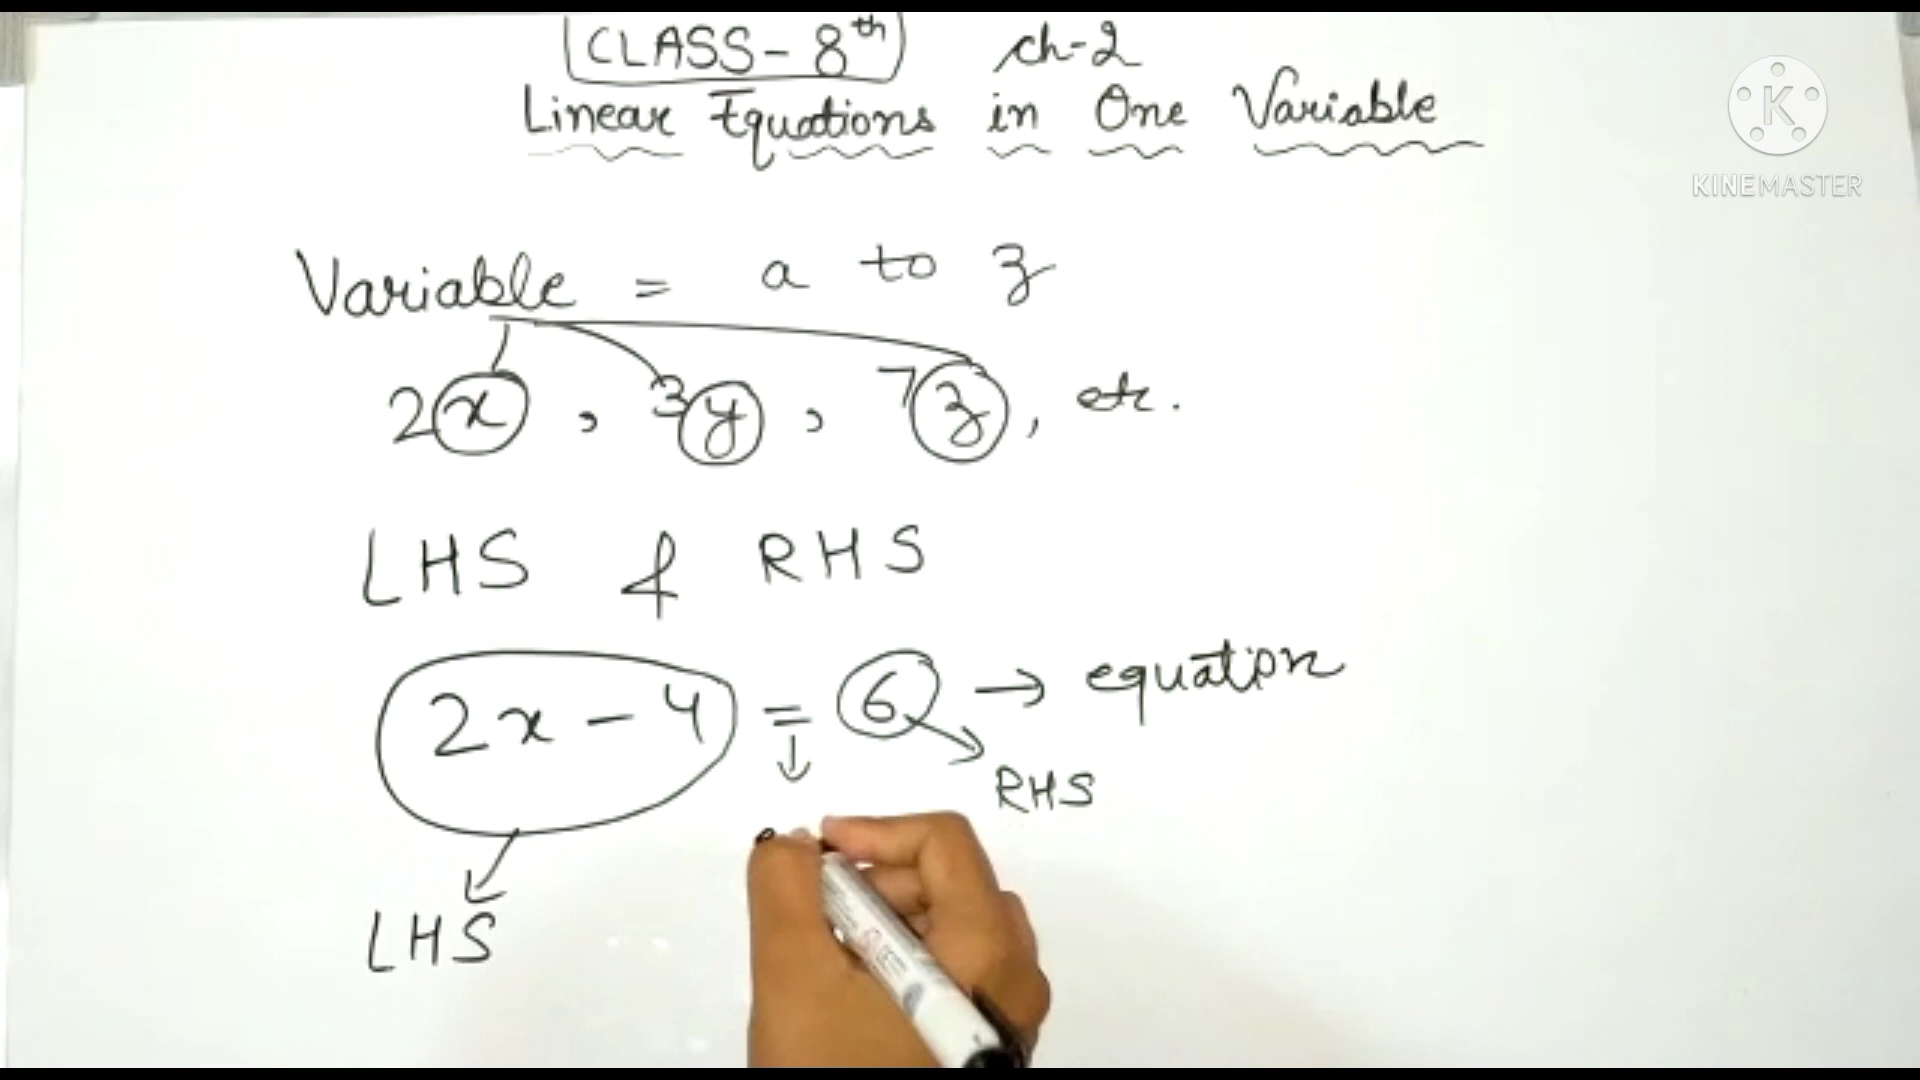 CLASS-8th ch-2
Linear Equations in One Variable
K
KINEMASTER
Variable = a to z
2x , 3y , 7z , etc.
LHS & RHS
2x - 4 = 6 → equation
RHS
LHS